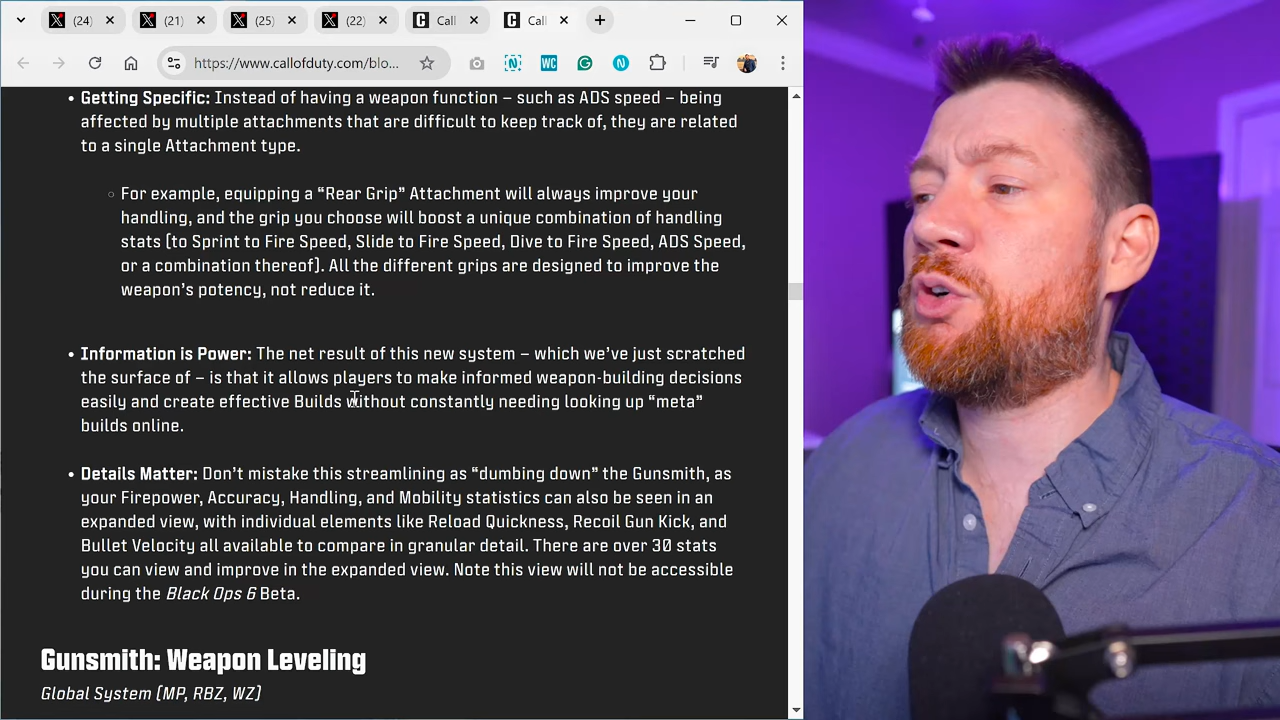 (24)
(21)
(25)
(22)
Call
Call
https://www.callofduty.com/blo...
WC
• Getting Specific: Instead of having a weapon function – such as ADS speed – being
affected by multiple attachments that are difficult to keep track of, they are related
to a single Attachment type.
◦ For example, equipping a “Rear Grip” Attachment will always improve your
handling, and the grip you choose will boost a unique combination of handling
stats [to Sprint to Fire Speed, Slide to Fire Speed, Dive to Fire Speed, ADS Speed,
or a combination thereof]. All the different grips are designed to improve the
weapon’s potency, not reduce it.
• Information is Power: The net result of this new system – which we’ve just scratched
the surface of – is that it allows players to make informed weapon-building decisions
easily and create effective Builds without constantly needing looking up “meta”
builds online.
• Details Matter: Don’t mistake this streamlining as “dumbing down” the Gunsmith, as
your Firepower, Accuracy, Handling, and Mobility statistics can also be seen in an
expanded view, with individual elements like Reload Quickness, Recoil Gun Kick, and
Bullet Velocity all available to compare in granular detail. There are over 30 stats
you can view and improve in the expanded view. Note this view will not be accessible
during the Black Ops 6 Beta.
Gunsmith: Weapon Leveling
Global System [MP, RBZ, WZ]